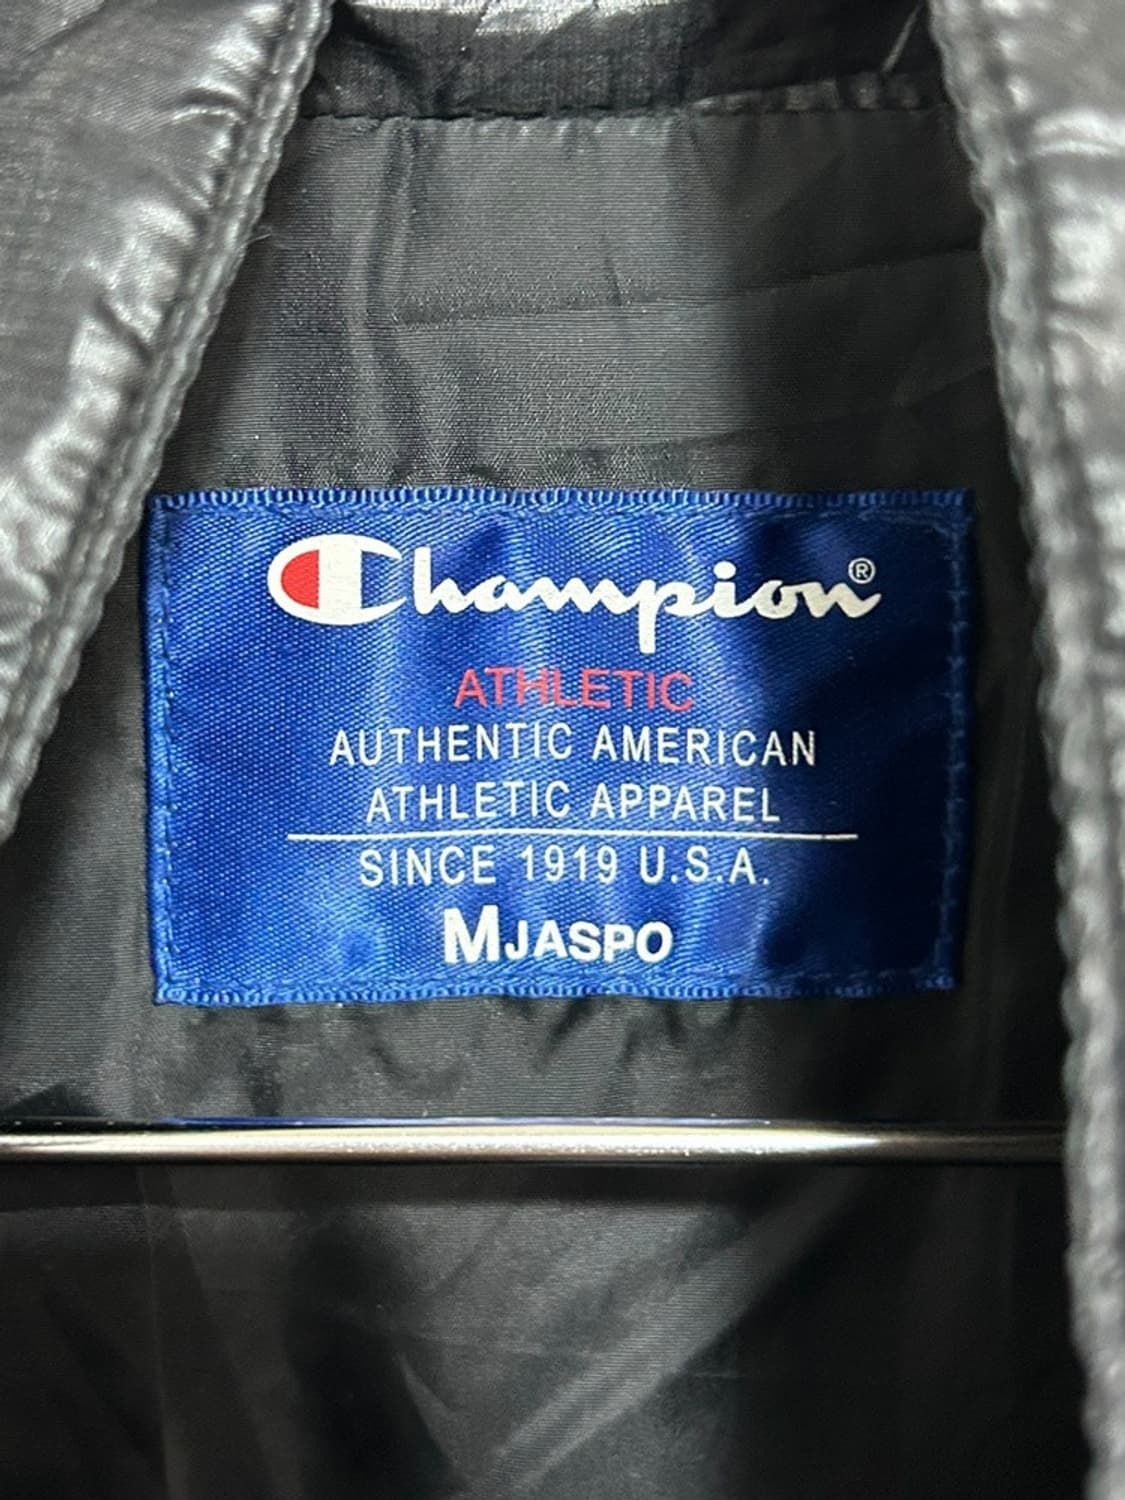 Champion®
ATHLETIC
AUTHENTIC AMERICAN
ATHLETIC APPAREL
SINCE 1919 U.S.A.
MJASPO